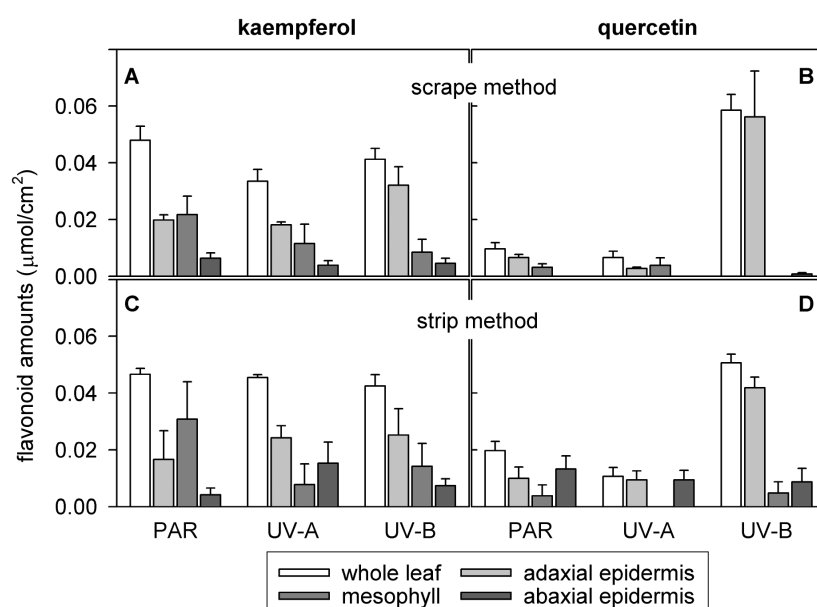 kaempferol quercetin
A B
scrape method
0.06
0.04
0.02
0.00
C D
strip method
0.06
0.04
0.02
0.00
flavonoid amounts (μmol/cm²)
PAR UV-A UV-B PAR UV-A UV-B
whole leaf adaxial epidermis
mesophyll abaxial epidermis